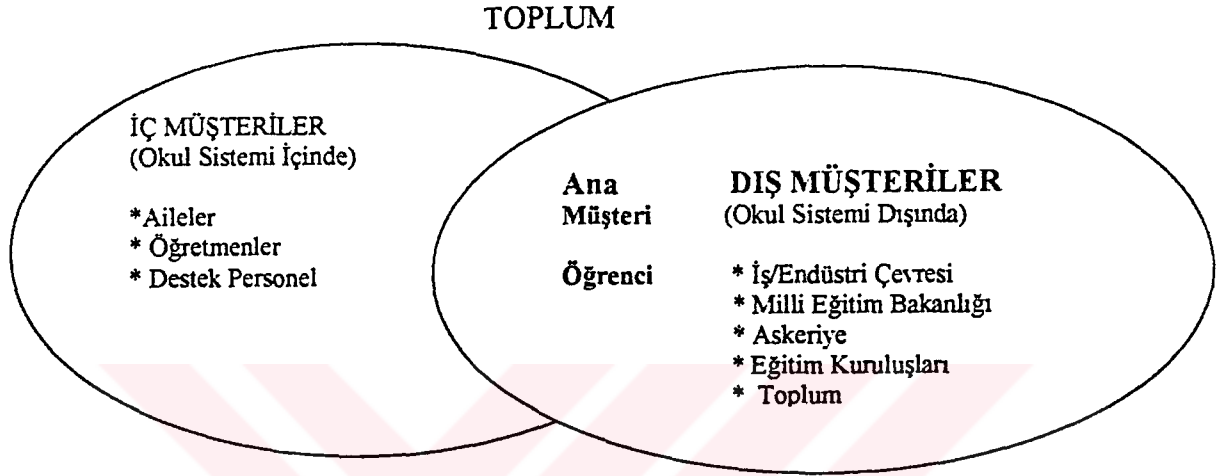 TOPLUM
İÇ MÜŞTERİLER
(Okul Sistemi İçinde)
*Aileler
* Öğretmenler
* Destek Personel
Ana
Müşteri
Öğrenci
DIŞ MÜŞTERİLER
(Okul Sistemi Dışında)
* İş/Endüstri Çevresi
* Milli Eğitim Bakanlığı
* Askeriye
* Eğitim Kuruluşları
* Toplum